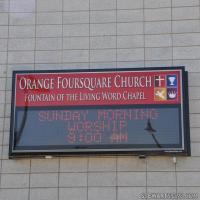 ORANGE FOURSQUARE CHURCH
FOUNTAIN OF THE LIVING WORD CHAPEL
SUNDAY MORNING
WORSHIP
9:00 AM